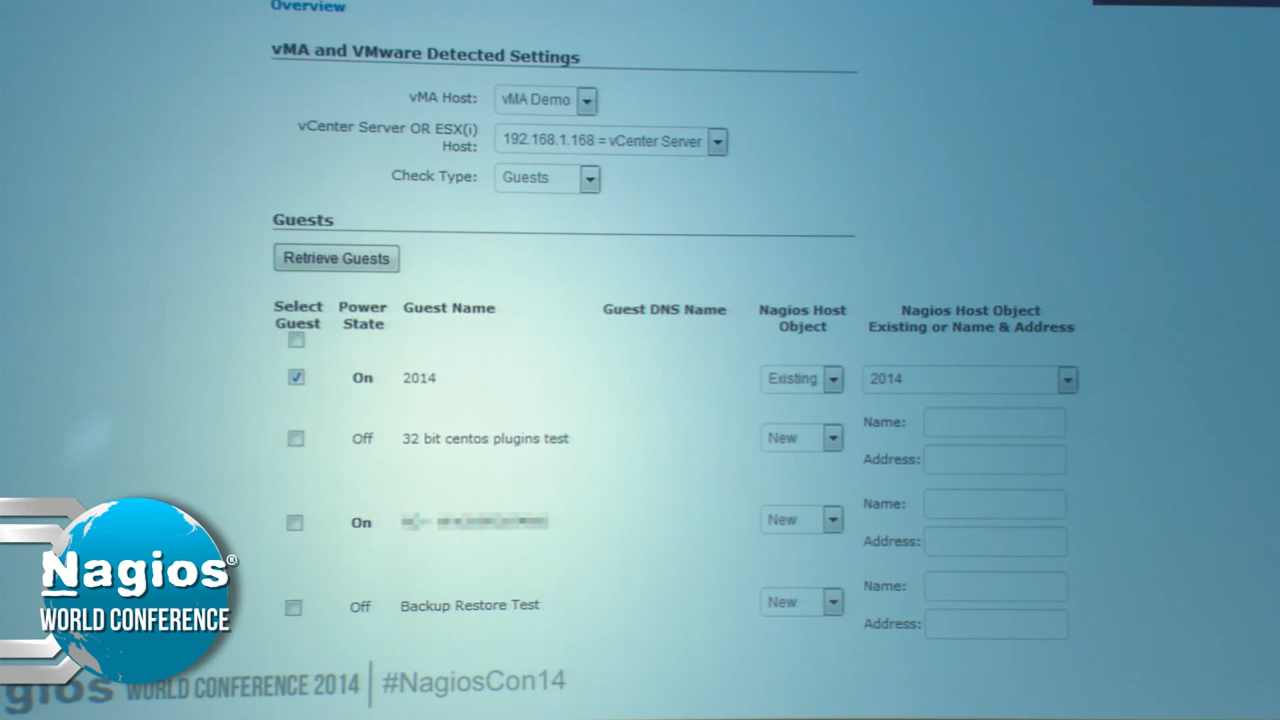 Overview
vMA and VMware Detected Settings
vMA Host: vMA Demo
vCenter Server OR ESX(i)
Host: 192.168.1.168 = vCenter Server
Check Type: Guests
Guests
Retrieve Guests
Select Guest Power State Guest Name Guest DNS Name Nagios Host Object Nagios Host Object Existing or Name & Address
On 2014 Existing 2014
Off 32 bit centos plugins test New Name:
Address:
On New Name:
Address:
Off Backup Restore Test New Name:
Address:
Nagios®
WORLD CONFERENCE
gios WORLD CONFERENCE 2014 #NagiosCon14